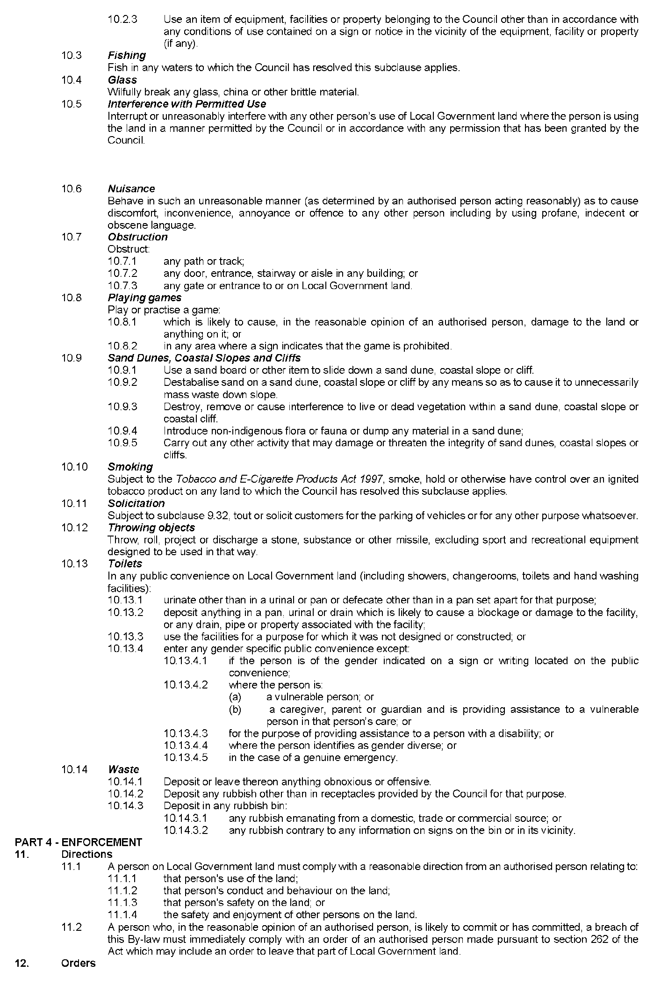 10.2.3 Use an item of equipment, facilities or property belonging to the Council other than in accordance with
any conditions of use contained on a sign or notice in the vicinity of the equipment, facility or property
(if any).
10.3 Fishing
Fish in any waters to which the Council has resolved this subclause applies.
10.4 Glass
Wilfully break any glass, china or other brittle material.
10.5 Interference with Permitted Use
Interrupt or unreasonably interfere with any other person's use of Local Government land where the person is using
the land in a manner permitted by the Council or in accordance with any permission that has been granted by the
Council.
10.6 Nuisance
Behave in such an unreasonable manner (as determined by an authorised person acting reasonably) as to cause
discomfort, inconvenience, annoyance or offence to any other person including by using profane, indecent or
obscene language.
10.7 Obstruction
Obstruct:
10.7.1 any path or track;
10.7.2 any door, entrance, stairway or aisle in any building; or
10.7.3 any gate or entrance to or on Local Government land.
10.8 Playing games
Play or practise a game:
10.8.1 which is likely to cause, in the reasonable opinion of an authorised person, damage to the land or
anything on it; or
10.8.2 in any area where a sign indicates that the game is prohibited.
10.9 Sand Dunes, Coastal Slopes and Cliffs
10.9.1 Use a sand board or other item to slide down a sand dune, coastal slope or cliff.
10.9.2 Destabalise sand on a sand dune, coastal slope or cliff by any means so as to cause it to unnecessarily
mass waste down slope.
10.9.3 Destroy, remove or cause interference to live or dead vegetation within a sand dune, coastal slope or
coastal cliff.
10.9.4 Introduce non-indigenous flora or fauna or dump any material in a sand dune;
10.9.5 Carry out any other activity that may damage or threaten the integrity of sand dunes, coastal slopes or
cliffs.
10.10 Smoking
Subject to the Tobacco and E-Cigarette Products Act 1997, smoke, hold or otherwise have control over an ignited
tobacco product on any land to which the Council has resolved this subclause applies.
10.11 Solicitation
Subject to subclause 9.32, tout or solicit customers for the parking of vehicles or for any other purpose whatsoever.
10.12 Throwing objects
Throw, roll, project or discharge a stone, substance or other missile, excluding sport and recreational equipment
designed to be used in that way.
10.13 Toilets
In any public convenience on Local Government land (including showers, changerooms, toilets and hand washing
facilities):
10.13.1 urinate other than in a urinal or pan or defecate other than in a pan set apart for that purpose;
10.13.2 deposit anything in a pan, urinal or drain which is likely to cause a blockage or damage to the facility,
or any drain, pipe or property associated with the facility;
10.13.3 use the facilities for a purpose for which it was not designed or constructed; or
10.13.4 enter any gender specific public convenience except:
10.13.4.1 if the person is of the gender indicated on a sign or writing located on the public
convenience;
10.13.4.2 where the person is:
(a) a vulnerable person; or
(b) a caregiver, parent or guardian and is providing assistance to a vulnerable
person in that person's care; or
10.13.4.3 for the purpose of providing assistance to a person with a disability; or
10.13.4.4 where the person identifies as gender diverse; or
10.13.4.5 in the case of a genuine emergency.
10.14 Waste
10.14.1 Deposit or leave thereon anything obnoxious or offensive.
10.14.2 Deposit any rubbish other than in receptacles provided by the Council for that purpose.
10.14.3 Deposit in any rubbish bin:
10.14.3.1 any rubbish emanating from a domestic, trade or commercial source; or
10.14.3.2 any rubbish contrary to any information on signs on the bin or in its vicinity.
PART 4 - ENFORCEMENT
11. Directions
11.1 A person on Local Government land must comply with a reasonable direction from an authorised person relating to:
11.1.1 that person's use of the land;
11.1.2 that person's conduct and behaviour on the land;
11.1.3 that person's safety on the land; or
11.1.4 the safety and enjoyment of other persons on the land.
11.2 A person who, in the reasonable opinion of an authorised person, is likely to commit or has committed, a breach of
this By-law must immediately comply with an order of an authorised person made pursuant to section 262 of the
Act which may include an order to leave that part of Local Government land.
12. Orders